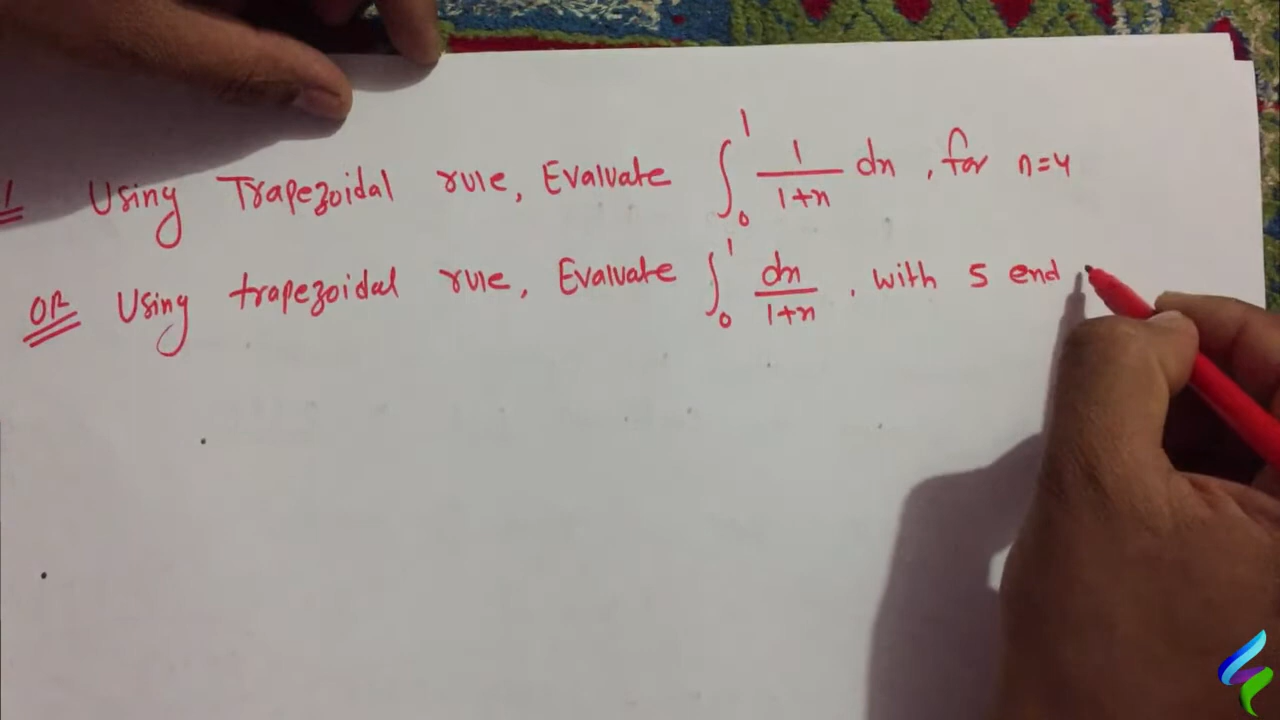 1 Using Trapezoidal rule, Evaluate ∫₀¹ 1/(1+x) dx, for n=4
OR Using trapezoidal rule, Evaluate ∫₀¹ dx/(1+x), with 5 end